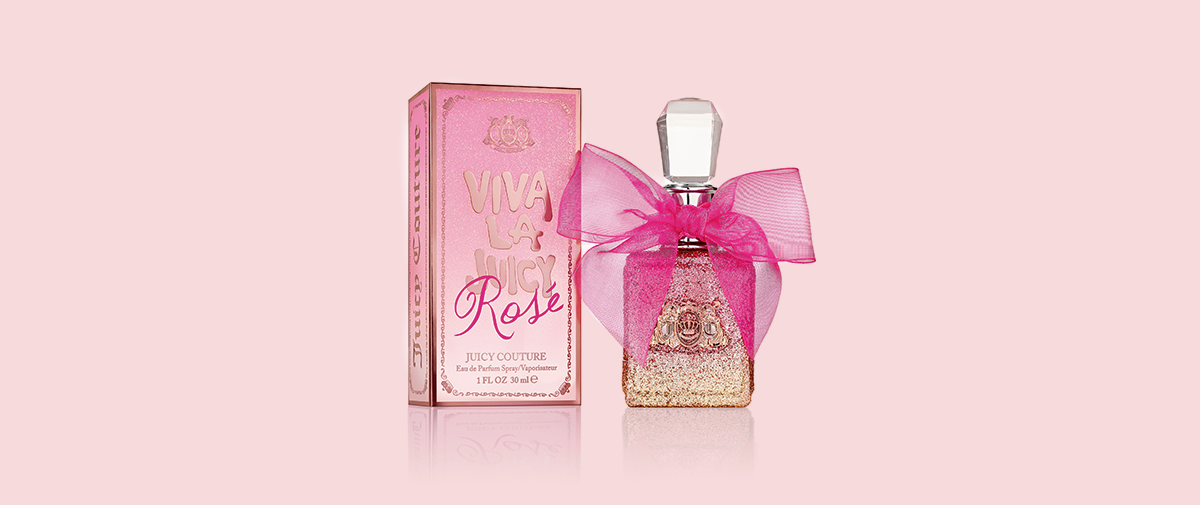 Juicy Couture
VIVA
LA
JUICY
Rosé
JUICY COUTURE
Eau de Parfum Spray/Vaporisateur
1 FL OZ 30 ml ℮